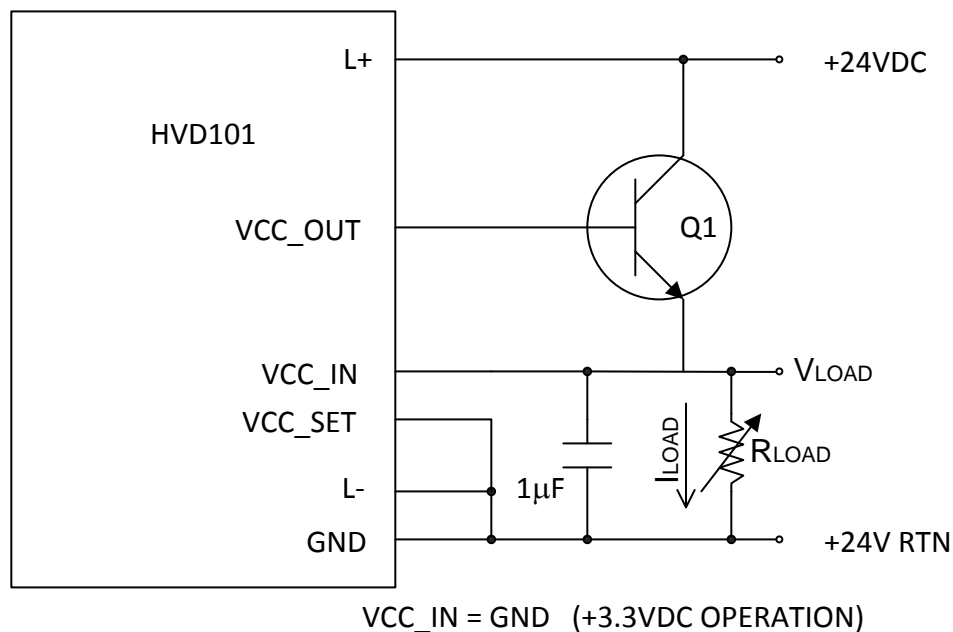 L+
+24VDC
HVD101
VCC_OUT
Q1
VCC_IN
VLOAD
VCC_SET
ILOAD
RLOAD
L-
1μF
GND
+24V RTN
VCC_IN = GND (+3.3VDC OPERATION)